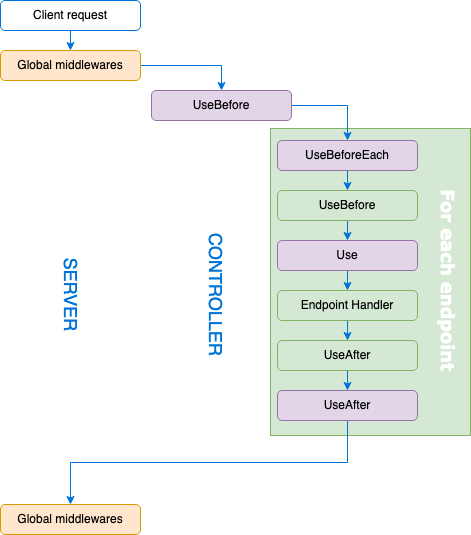 Client request
Global middlewares
UseBefore
UseBeforeEach
UseBefore
Use
Endpoint Handler
UseAfter
UseAfter
For each endpoint
CONTROLLER
SERVER
Global middlewares